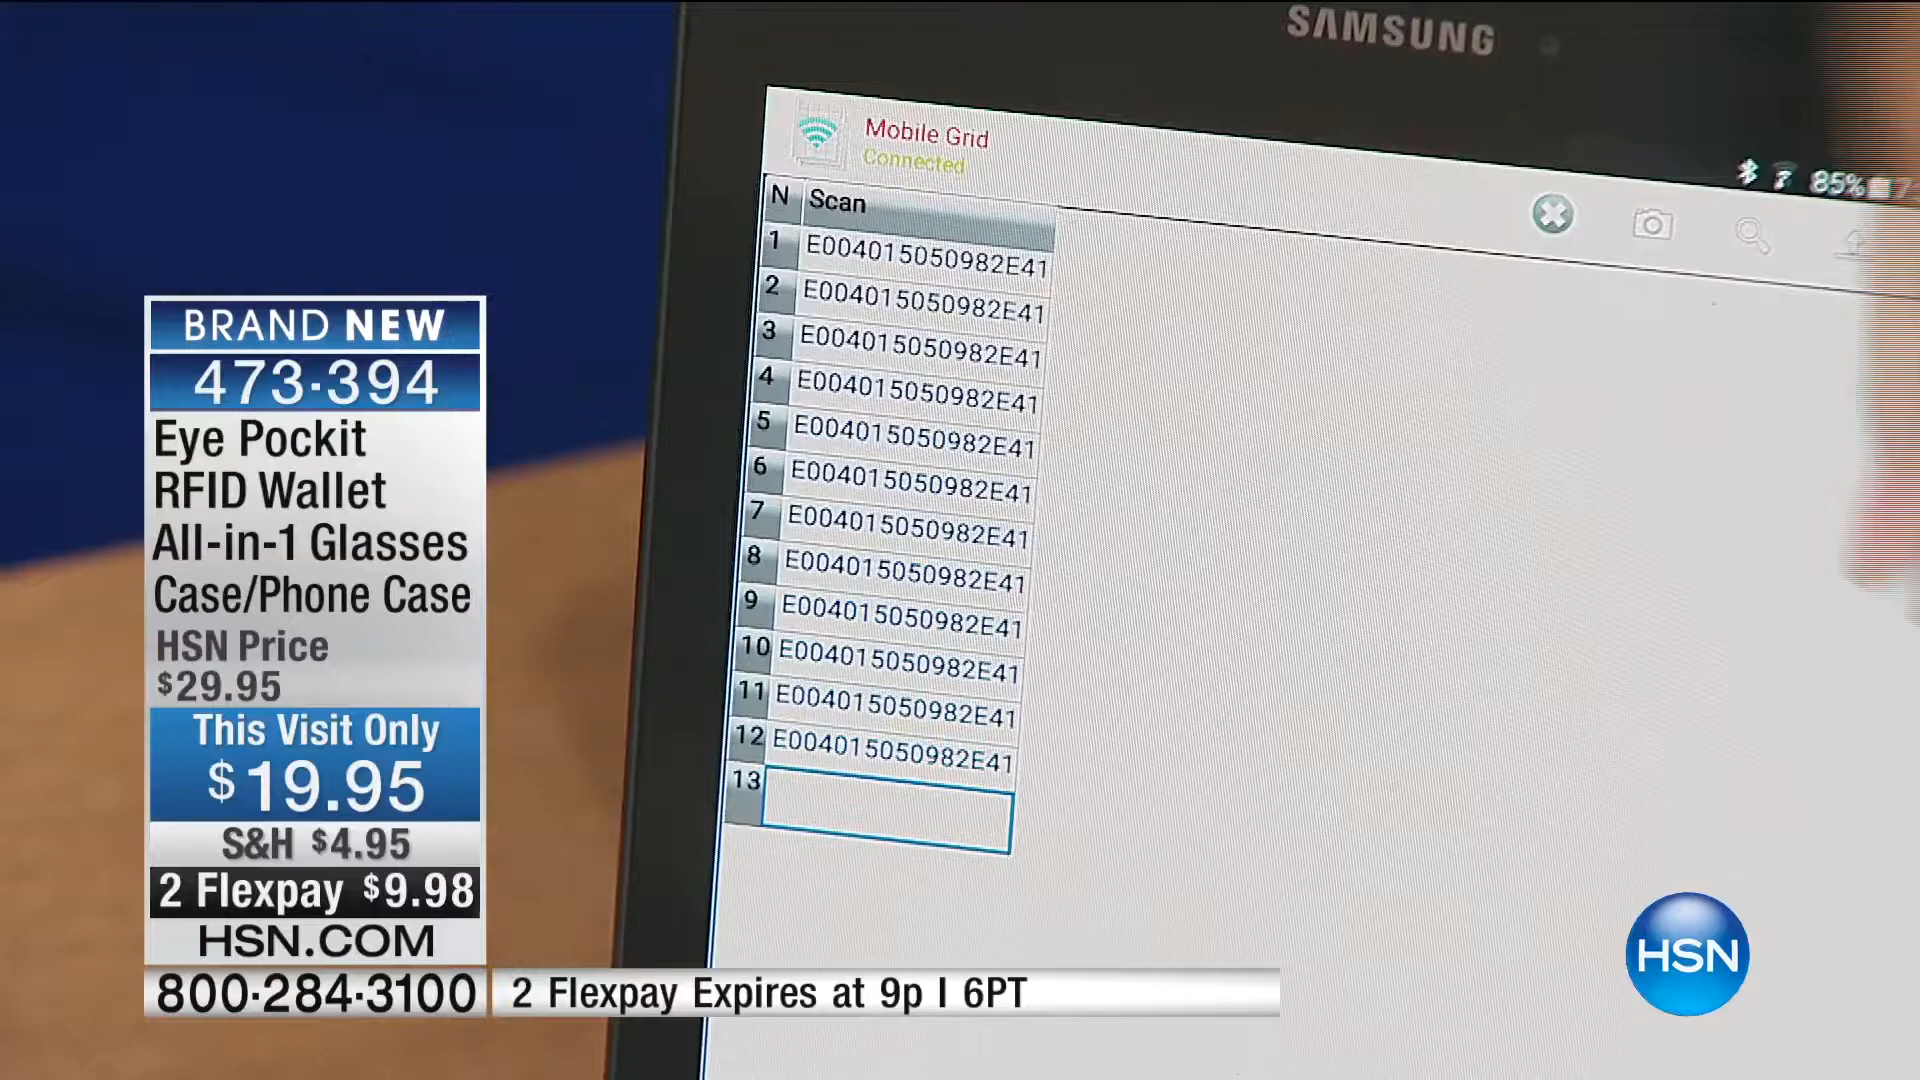 SAMSUNG
Mobile Grid
Connected
85%
N Scan
1 E004015050982E41
2 E004015050982E41
3 E004015050982E41
4 E004015050982E41
5 E004015050982E41
6 E004015050982E41
7 E004015050982E41
8 E004015050982E41
9 E004015050982E41
10 E004015050982E41
11 E004015050982E41
12 E004015050982E41
13
BRAND NEW
473·394
Eye Pockit
RFID Wallet
All-in-1 Glasses
Case/Phone Case
HSN Price
$29.95
This Visit Only
$19.95
S&H $4.95
2 Flexpay $9.98
HSN.COM
800·284·3100
2 Flexpay Expires at 9p I 6PT
HSN